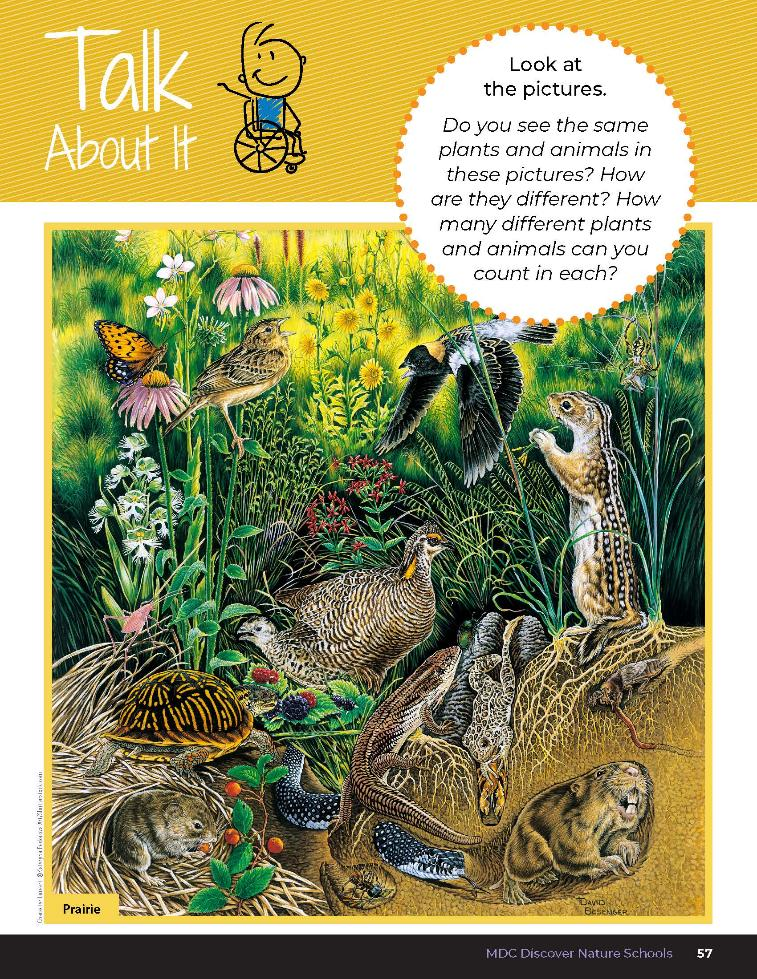 Talk
About It
Look at
the pictures.
Do you see the same
plants and animals in
these pictures? How
are they different? How
many different plants
and animals can you
count in each?
Prairie
DAVID
BESENGER
MDC Discover Nature Schools 57